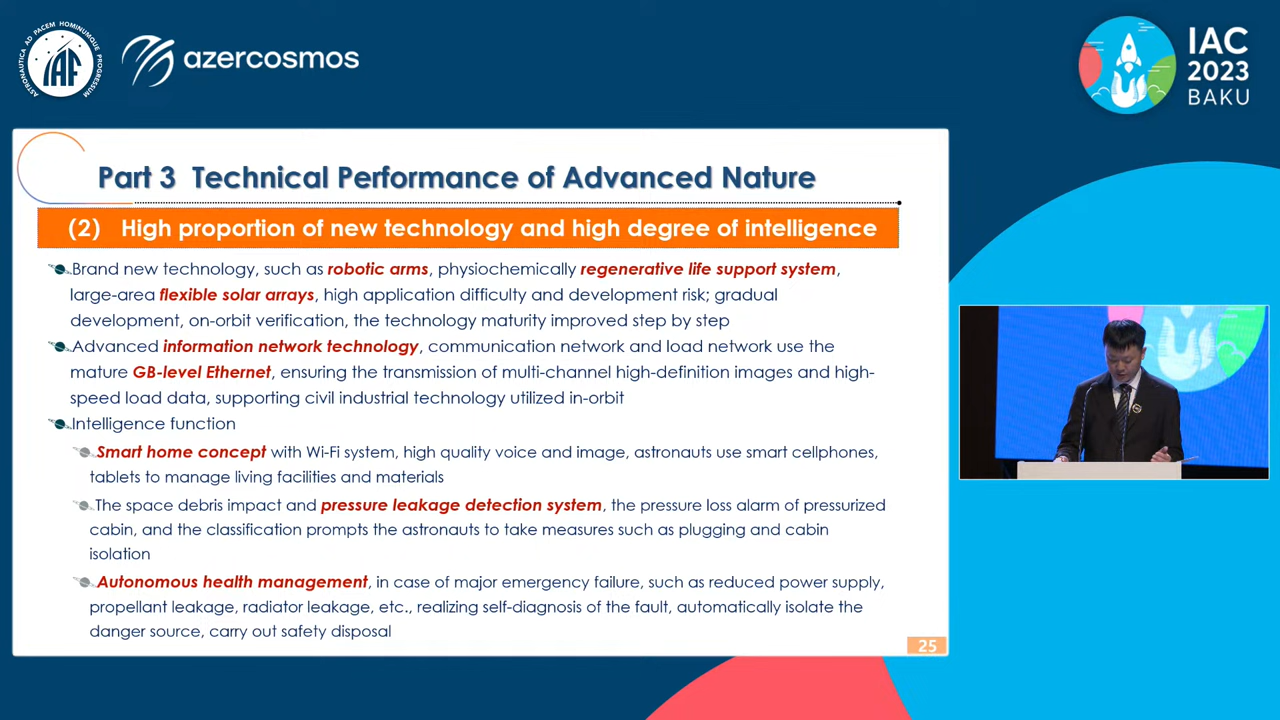 ASTRONAUTICA AD PACEM HOMINUMQUE PROGRESSUM
IAF
azercosmos
IAC
2023
BAKU
Part 3 Technical Performance of Advanced Nature
(2) High proportion of new technology and high degree of intelligence
Brand new technology, such as robotic arms, physiochemically regenerative life support system,
large-area flexible solar arrays, high application difficulty and development risk; gradual
development, on-orbit verification, the technology maturity improved step by step
Advanced information network technology, communication network and load network use the
mature GB-level Ethernet, ensuring the transmission of multi-channel high-definition images and high-
speed load data, supporting civil industrial technology utilized in-orbit
Intelligence function
Smart home concept with Wi-Fi system, high quality voice and image, astronauts use smart cellphones,
tablets to manage living facilities and materials
The space debris impact and pressure leakage detection system, the pressure loss alarm of pressurized
cabin, and the classification prompts the astronauts to take measures such as plugging and cabin
isolation
Autonomous health management, in case of major emergency failure, such as reduced power supply,
propellant leakage, radiator leakage, etc., realizing self-diagnosis of the fault, automatically isolate the
danger source, carry out safety disposal
25